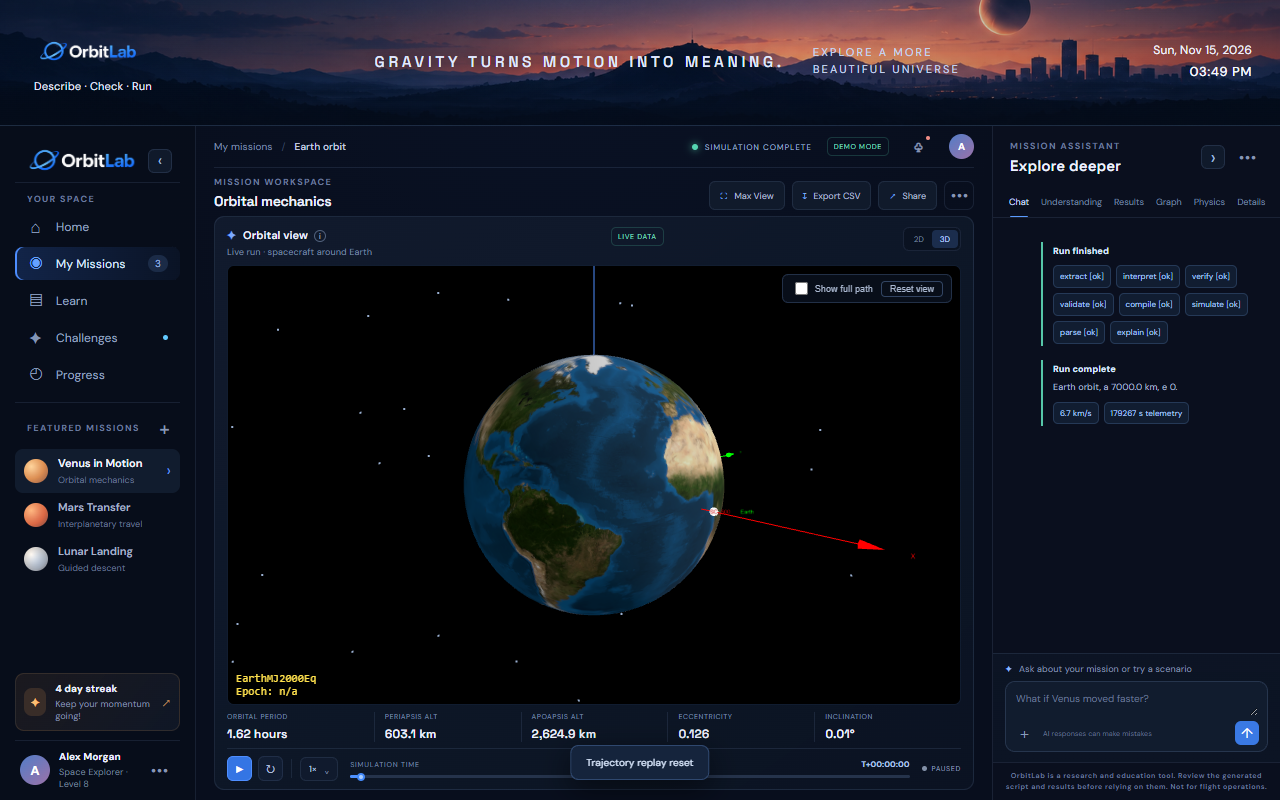 OrbitLab
Describe · Check · Run
GRAVITY TURNS MOTION INTO MEANING.
EXPLORE A MORE
BEAUTIFUL UNIVERSE
Sun, Nov 15, 2026
03:49 PM
OrbitLab
YOUR SPACE
Home
My Missions 3
Learn
Challenges
Progress
FEATURED MISSIONS
Venus in Motion
Orbital mechanics
Mars Transfer
Interplanetary travel
Lunar Landing
Guided descent
4 day streak
Keep your momentum
going!
A
Alex Morgan
Space Explorer ·
Level 8
My missions / Earth orbit
SIMULATION COMPLETE
DEMO MODE
A
MISSION WORKSPACE
Orbital mechanics
Max View
Export CSV
Share
Orbital view
Live run · spacecraft around Earth
LIVE DATA
2D 3D
Show full path
Reset view
Earth
X
EarthMJ2000Eq
Epoch: n/a
ORBITAL PERIOD
1.62 hours
PERIAPSIS ALT
603.1 km
APOAPSIS ALT
2,624.9 km
ECCENTRICITY
0.126
INCLINATION
0.01°
1×
SIMULATION TIME
T+00:00:00
PAUSED
Trajectory replay reset
MISSION ASSISTANT
Explore deeper
Chat Understanding Results Graph Physics Details
Run finished
extract [ok] interpret [ok] verify [ok]
validate [ok] compile [ok] simulate [ok]
parse [ok] explain [ok]
Run complete
Earth orbit, a 7000.0 km, e 0.
6.7 km/s 179267 s telemetry
Ask about your mission or try a scenario
What if Venus moved faster?
AI responses can make mistakes
OrbitLab is a research and education tool. Review the generated
script and results before relying on them. Not for flight operations.